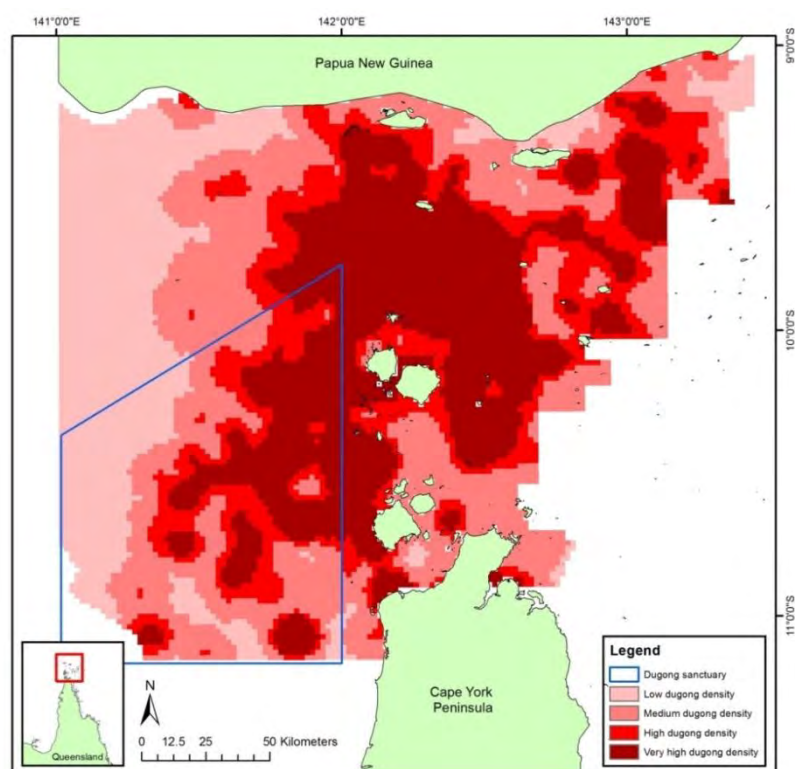 141°0'0"E
142°0'0"E
143°0'0"E
9°0'0"S
Papua New Guinea
10°0'0"S
11°0'0"S
Cape York
Peninsula
Queensland
N
0 12.5 25 50 Kilometers
Legend
Dugong sanctuary
Low dugong density
Medium dugong density
High dugong density
Very high dugong density